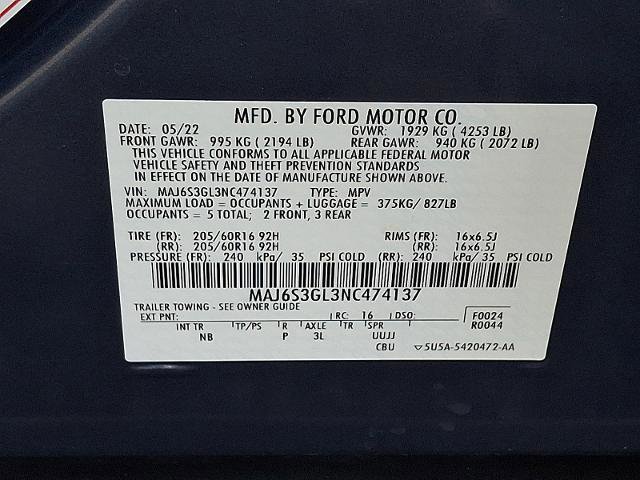 MFD. BY FORD MOTOR CO.
DATE: 05/22 GVWR: 1929 KG ( 4253 LB)
FRONT GAWR: 995 KG ( 2194 LB) REAR GAWR: 940 KG ( 2072 LB)
THIS VEHICLE CONFORMS TO ALL APPLICABLE FEDERAL MOTOR
VEHICLE SAFETY AND THEFT PREVENTION STANDARDS
IN EFFECT ON THE DATE OF MANUFACTURE SHOWN ABOVE.
VIN: MAJ6S3GL3NC474137 TYPE: MPV
MAXIMUM LOAD = OCCUPANTS + LUGGAGE = 375KG/ 827LB
OCCUPANTS = 5 TOTAL; 2 FRONT, 3 REAR
TIRE (FR): 205/60R16 92H RIMS (FR): 16x6.5J
(RR): 205/60R16 92H (RR): 16x6.5J
PRESSURE (FR): 240 kPa/ 35 PSI COLD (RR): 240 kPa/ 35 PSI COLD
MAJ6S3GL3NC474137
TRAILER TOWING - SEE OWNER GUIDE
EXT PNT: RC: 16 DSO: F0024
R0044
INT TR TP/PS R AXLE TR SPR
NB P 3L UUJJ
CBU 5U5A-5420472-AA